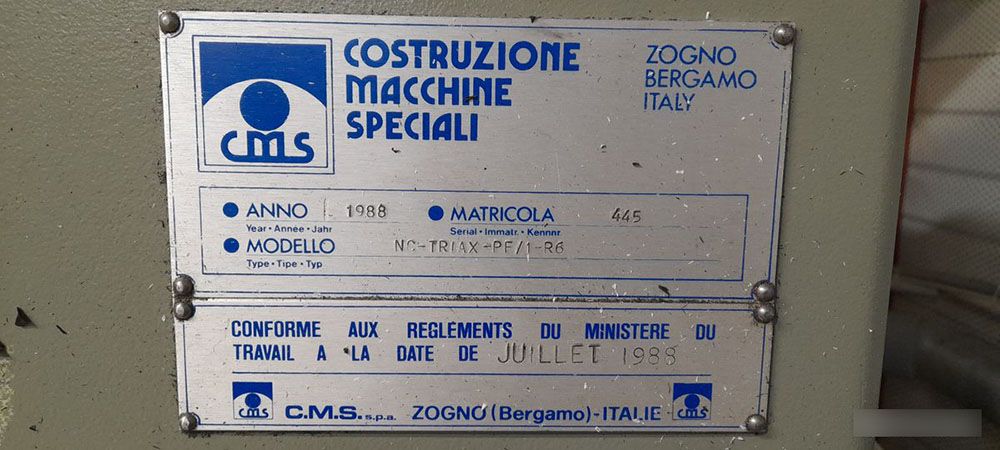 COSTRUZIONE
MACCHINE
SPECIALI
ZOGNO
BERGAMO
ITALY
CMS
ANNO 1988 MATRICOLA 445
Year • Annee • Jahr Serial • Immatr. • Kennnr.
MODELLO NC-TRIAX-PF/1-R6
Type • Tipe • Typ
CONFORME AUX REGLEMENTS DU MINISTERE DU
TRAVAIL A LA DATE DE JUILLET 1988
CMS C.M.S. s.p.a. ZOGNO (Bergamo)-ITALIE CMS